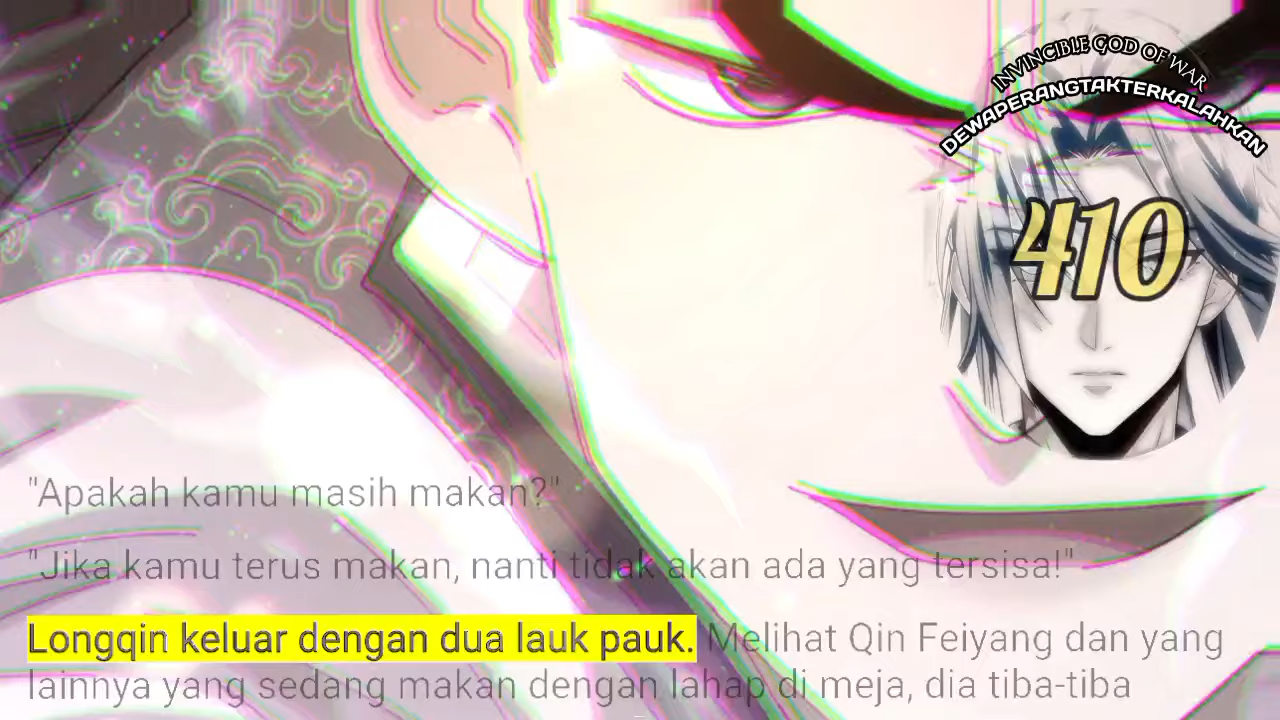 INVINCIBLE GOD OF WAR
DEWAPERANGTAKTERKALAHKAN
410
"Apakah kamu masih makan?"
"Jika kamu terus makan, nanti tidak akan ada yang tersisa!"
Longqin keluar dengan dua lauk pauk. Melihat Qin Feiyang dan yang
lainnya yang sedang makan dengan lahap di meja, dia tiba-tiba